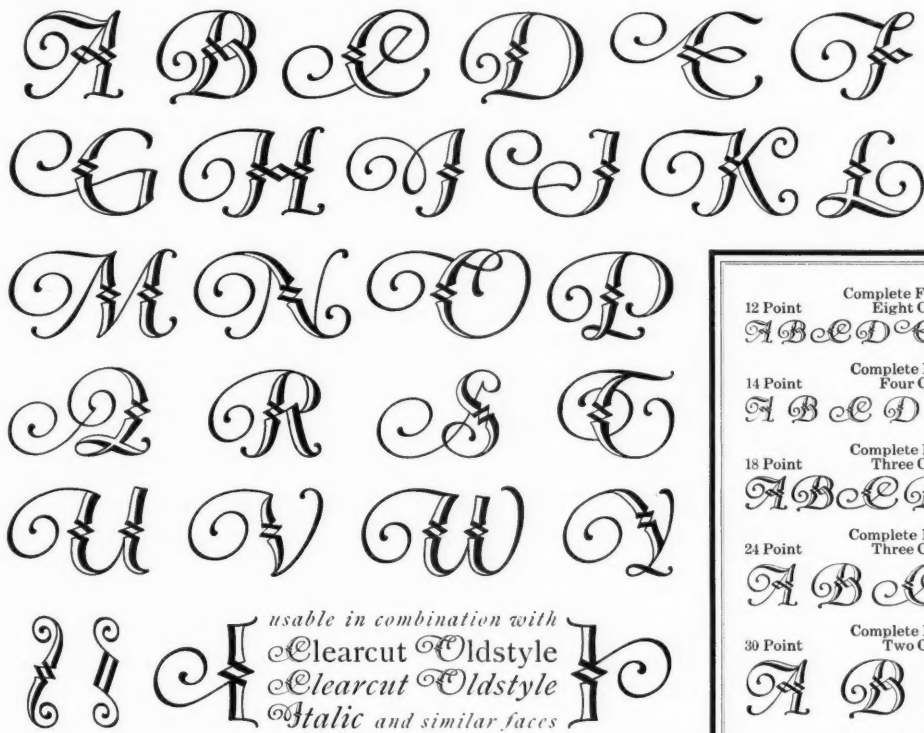 A B C D E F
G H I J K L
M N O P
Q R S T
U V W Y
usable in combination with
Clearcut Oldstyle
Clearcut Oldstyle
Italic and similar faces
Complete
12 Point Eight
A B C D E
Complete
14 Point Four
A B C D
Complete
18 Point Three
A B C
Complete
24 Point Three
A B C
Complete
30 Point Two
A B